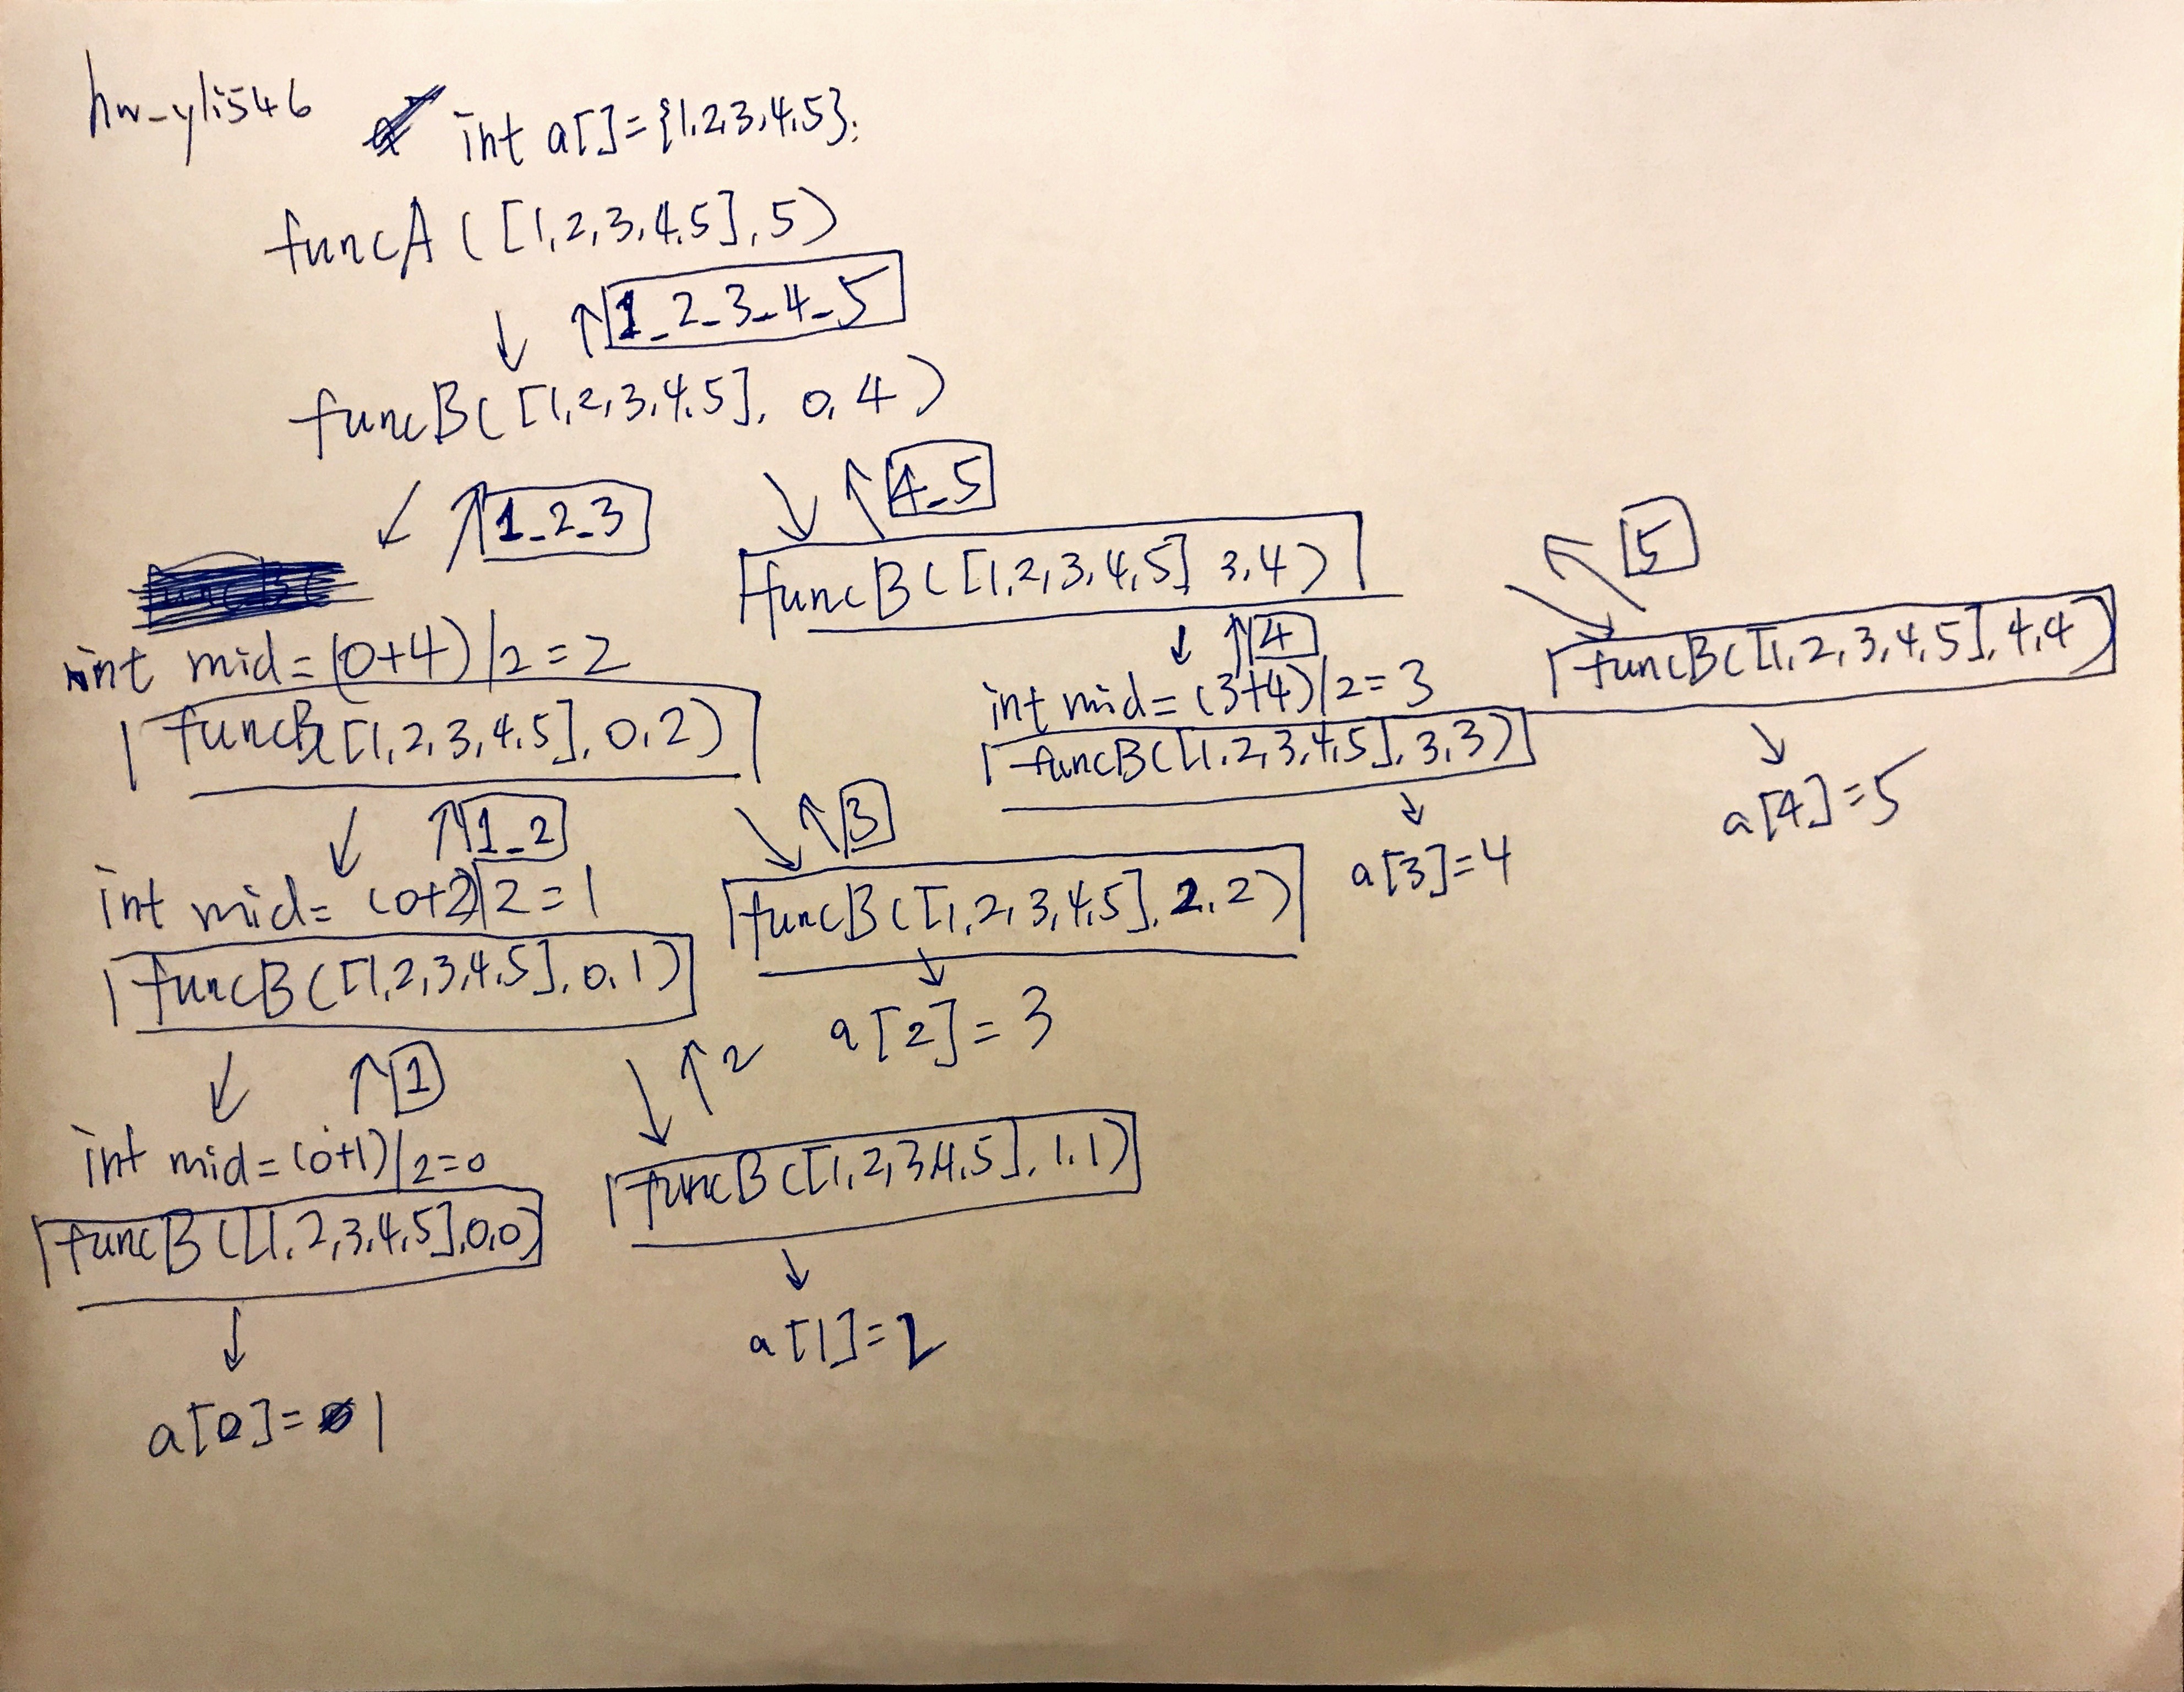 hw_yli546
int a[]={1,2,3,4,5};
funcA([1,2,3,4,5],5)
↓ ↑ 1_2_3_4_5
funcB([1,2,3,4,5], 0,4)
↙ ↑ 1_2_3
↘ ↑ 4_5
funcB([1,2,3,4,5] 3,4)
↘ ↖ 5
int mid=(0+4)/2=2
funcB([1,2,3,4,5],0,2)
↓ ↑ 4
int mid=(3+4)/2=3
funcB([1,2,3,4,5],3,3)
funcB([1,2,3,4,5],4,4)
↙ ↑ 1_2
↘ ↑ 3
↓
a[3]=4
↓
a[4]=5
int mid=(0+2)/2=1
funcB([1,2,3,4,5],0,1)
funcB([1,2,3,4,5],2,2)
↓
a[2]=3
↙ ↑ 1
↘ ↑ 2
int mid=(0+1)/2=0
funcB([1,2,3,4,5],0,0)
funcB([1,2,3,4,5],1,1)
↓
a[0]=1
↓
a[1]=2